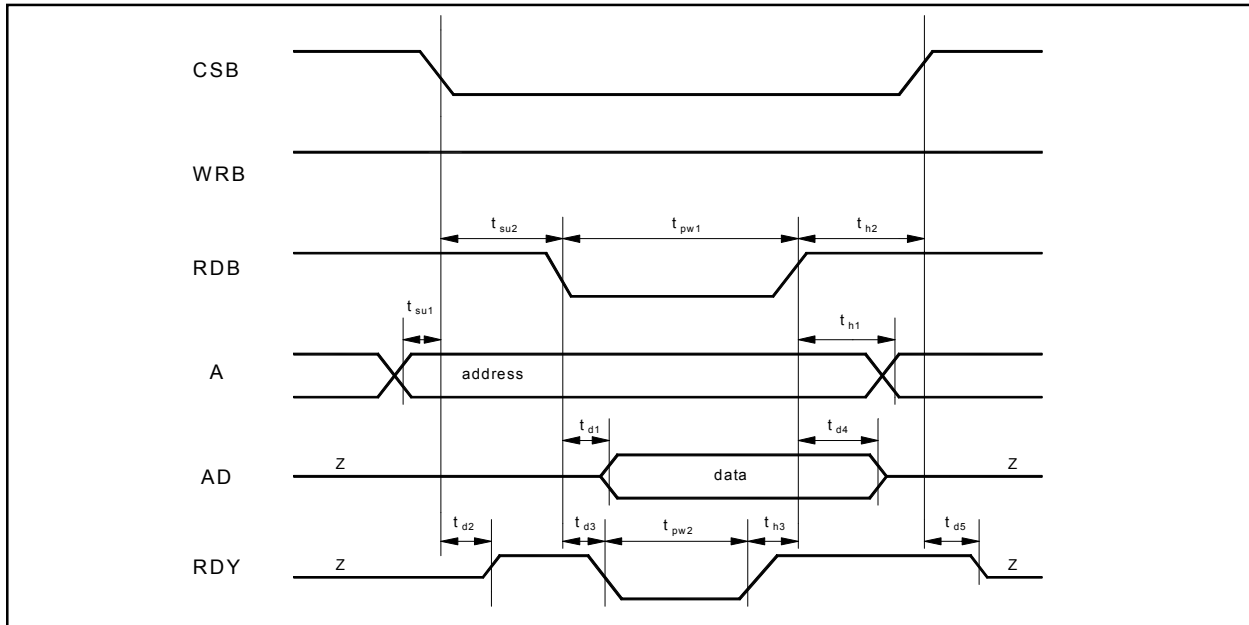 CSB
WRB
t su2 t pw1 t h2
RDB
t su1 t h1
A address
t d1 t d4
Z data Z
AD
t d2 t d3 t pw2 t h3 t d5
Z Z
RDY